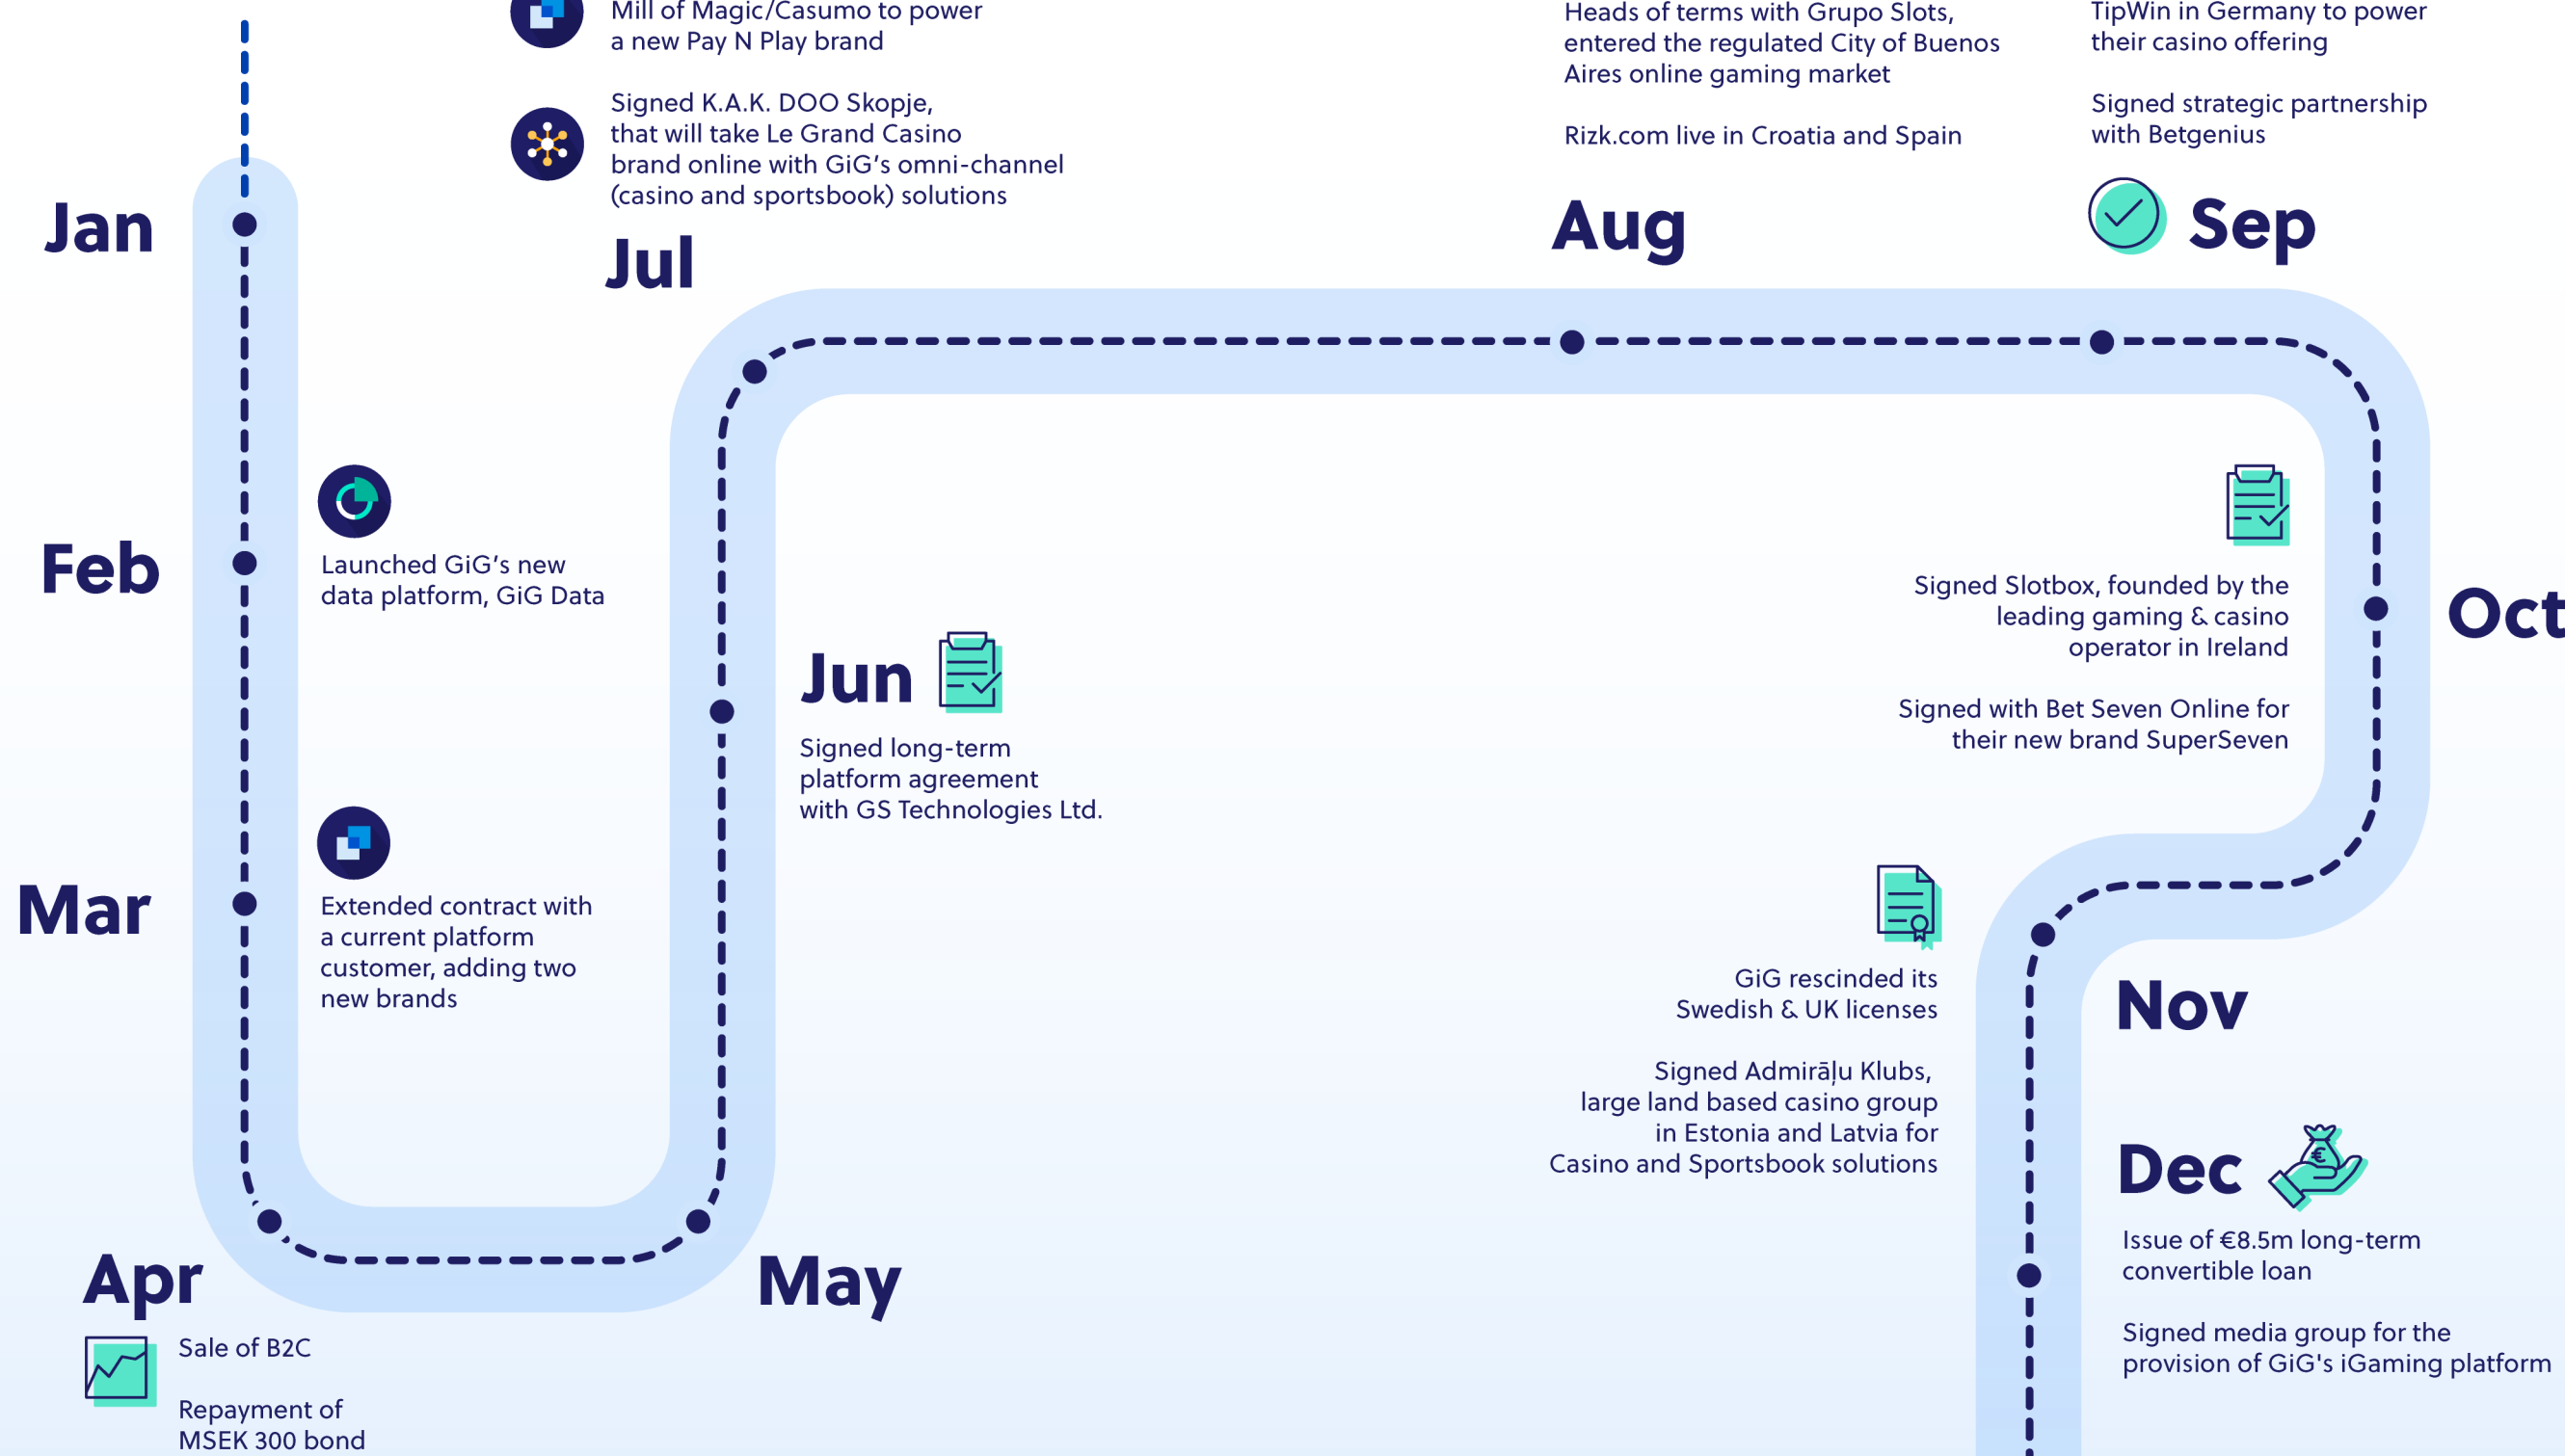 Mill of Magic/Casumo to power
a new Pay N Play brand
Signed K.A.K. DOO Skopje,
that will take Le Grand Casino
brand online with GiG's omni-channel
(casino and sportsbook) solutions
Jul
Heads of terms with Grupo Slots,
entered the regulated City of Buenos
Aires online gaming market
Rizk.com live in Croatia and Spain
Aug
TipWin in Germany to power
their casino offering
Signed strategic partnership
with Betgenius
Sep
Jan
Feb
Launched GiG's new
data platform, GiG Data
Mar
Extended contract with
a current platform
customer, adding two
new brands
Apr
Sale of B2C
Repayment of
MSEK 300 bond
May
Jun
Signed long-term
platform agreement
with GS Technologies Ltd.
Signed Slotbox, founded by the
leading gaming & casino
operator in Ireland
Signed with Bet Seven Online for
their new brand SuperSeven
Oct
GiG rescinded its
Swedish & UK licenses
Signed Admirāļu Klubs,
large land based casino group
in Estonia and Latvia for
Casino and Sportsbook solutions
Nov
Dec
€
Issue of €8.5m long-term
convertible loan
Signed media group for the
provision of GiG's iGaming platform